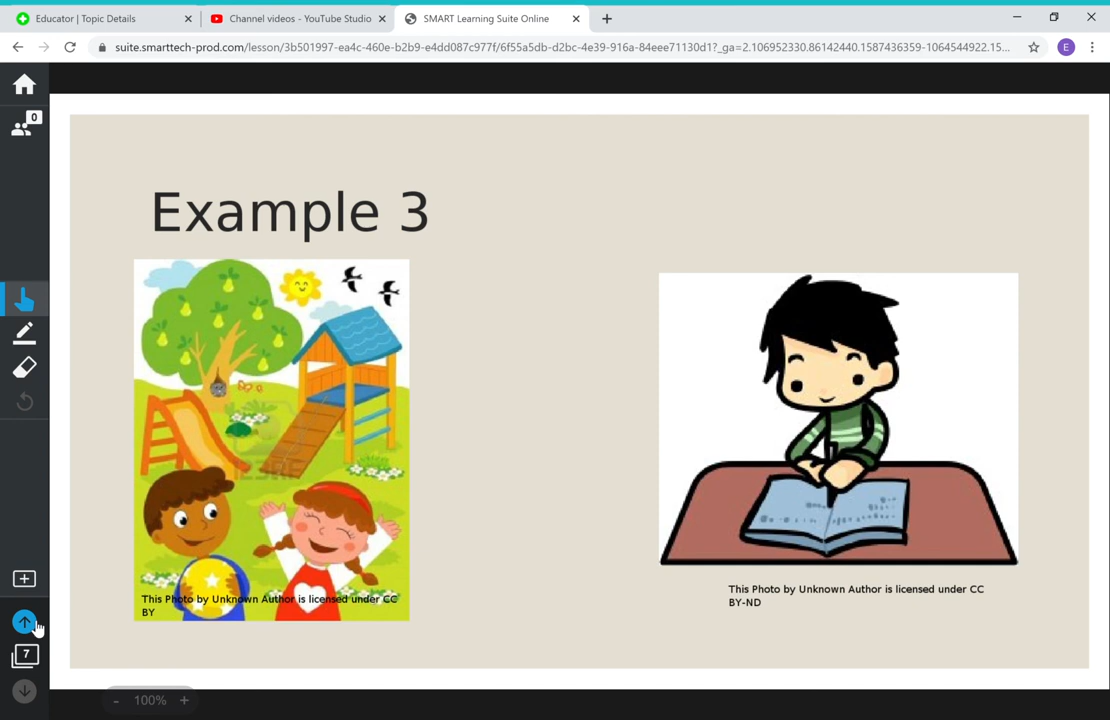 Educator | Topic Details
Channel videos - YouTube Studio
SMART Learning Suite Online
suite.smarttech-prod.com/lesson/3b501997-ea4c-460e-b2b9-e4dd087c977f/6f55a5db-d2bc-4e39-916a-84eee71130d1?_ga=2.106952330.86142440.1587436359-1064544922.15...
E
0
Example 3
This Photo by Unknown Author is licensed under CC
BY
This Photo by Unknown Author is licensed under CC
BY-ND
7
- 100% +